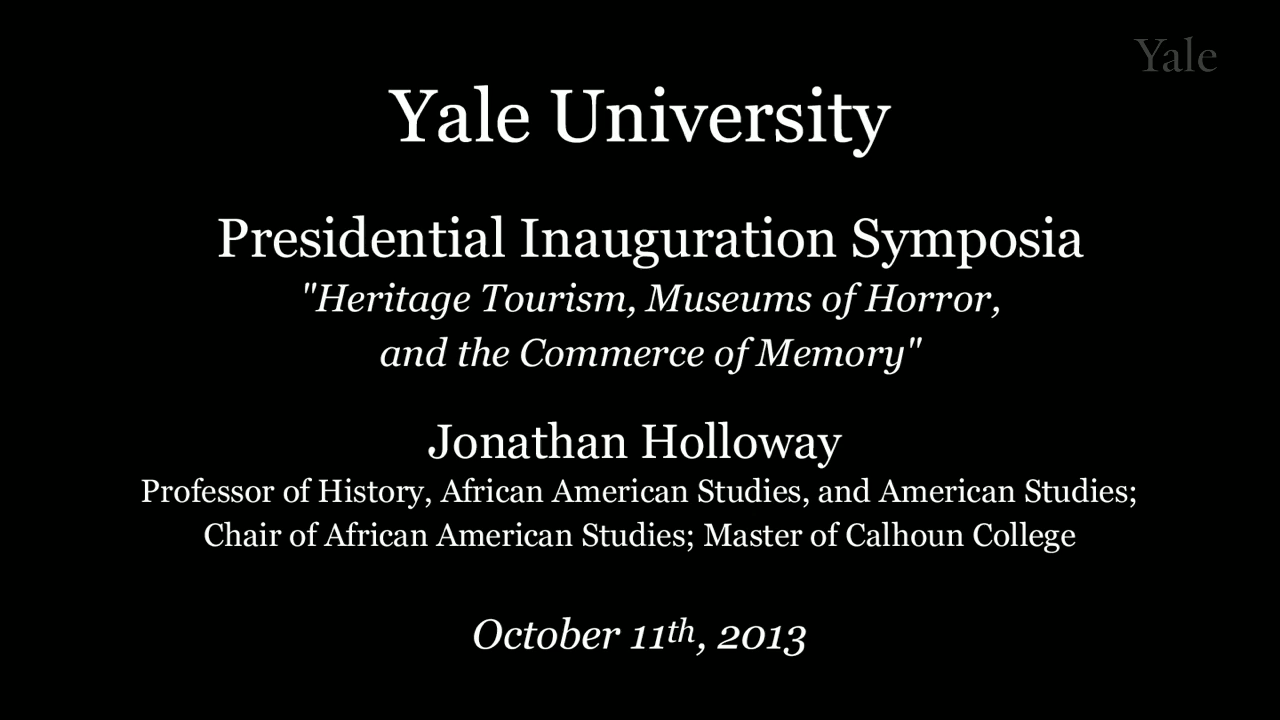 Yale
Yale University
Presidential Inauguration Symposia
"Heritage Tourism, Museums of Horror,
and the Commerce of Memory"
Jonathan Holloway
Professor of History, African American Studies, and American Studies;
Chair of African American Studies; Master of Calhoun College
October 11th, 2013